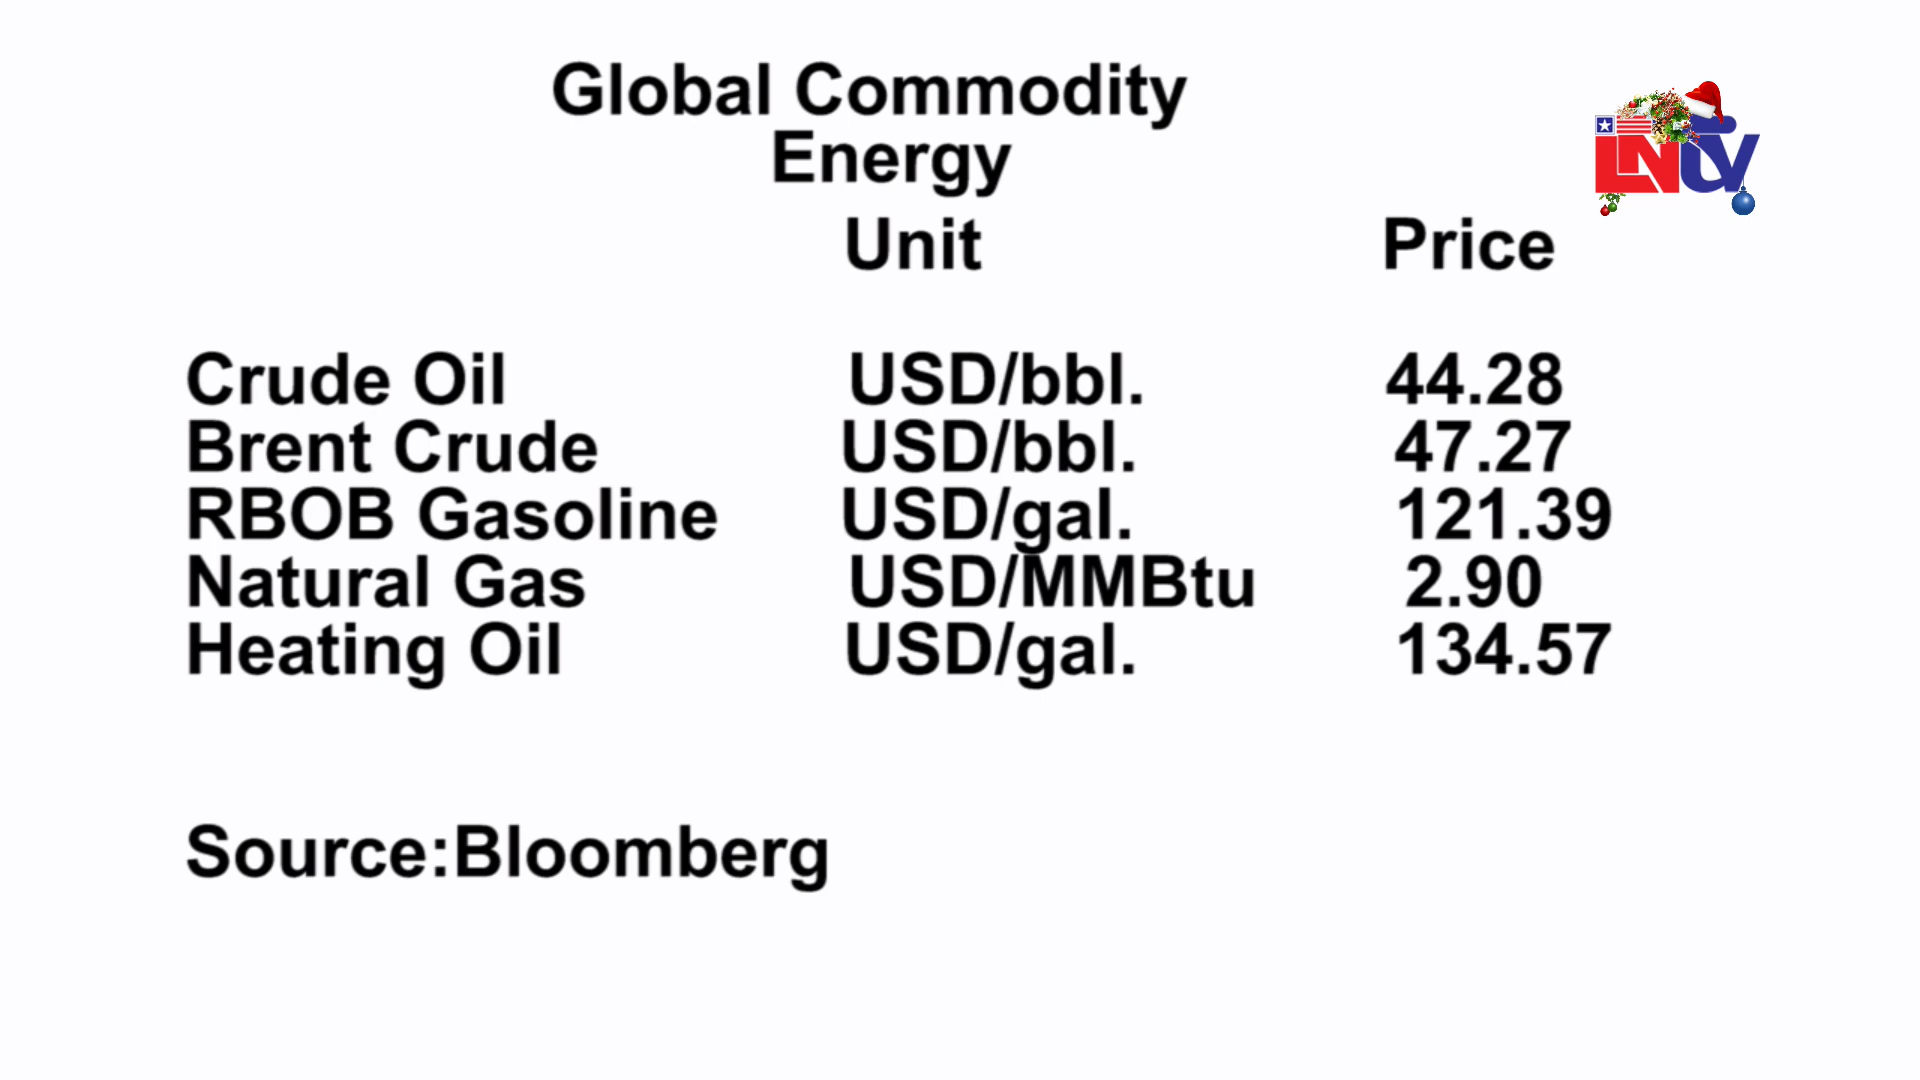 Global Commodity
Energy
Unit Price
Crude Oil USD/bbl. 44.28
Brent Crude USD/bbl. 47.27
RBOB Gasoline USD/gal. 121.39
Natural Gas USD/MMBtu 2.90
Heating Oil USD/gal. 134.57
Source:Bloomberg
LNTV